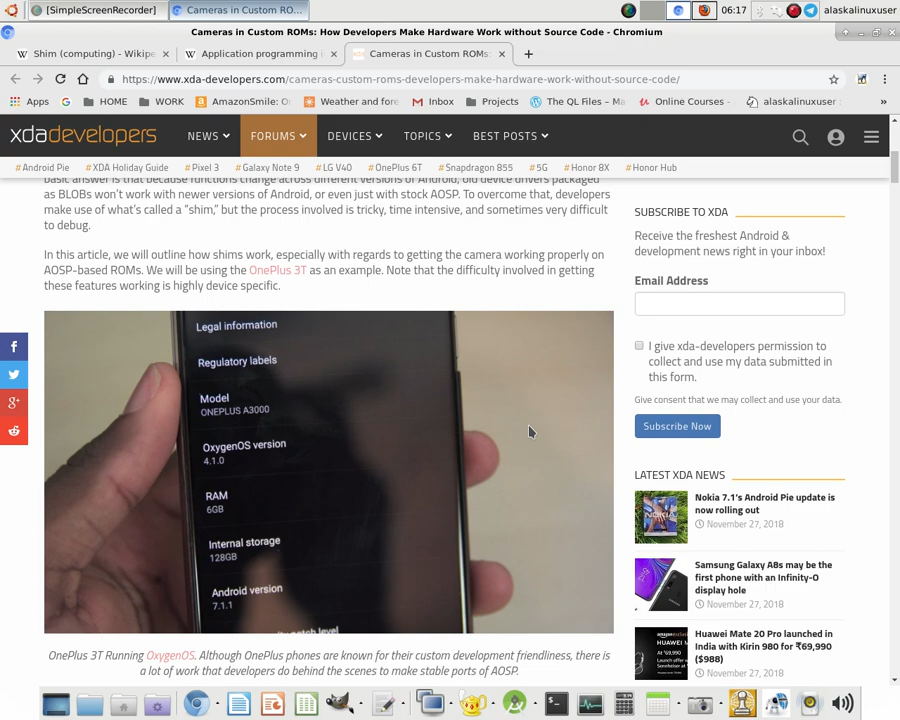 [SimpleScreenRecorder]
Cameras in Custom RO...
06:17
alaskalinuxuser
Cameras in Custom ROMs: How Developers Make Hardware Work without Source Code - Chromium
Shim (computing) - Wikipe
Application programming i
Cameras in Custom ROMs:
https://www.xda-developers.com/cameras-custom-roms-developers-make-hardware-work-without-source-code/
Apps
HOME
WORK
AmazonSmile: O
Weather and fore
Inbox
Projects
The QL Files – Ma
Online Courses -
alaskalinuxuser :
»
xdadevelopers
NEWS
FORUMS
DEVICES
TOPICS
BEST POSTS
#Android Pie
#XDA Holiday Guide
#Pixel 3
#Galaxy Note 9
#LG V40
#OnePlus 6T
#Snapdragon 855
#5G
#Honor 8X
#Honor Hub
basic answer is that because functions change across different versions of Android, old device drivers packaged
as BLOBs won't work with newer versions of Android, or even just with stock AOSP. To overcome that, developers
make use of what's called a “shim,” but the process involved is tricky, time intensive, and sometimes very difficult
to debug.
In this article, we will outline how shims work, especially with regards to getting the camera working properly on
AOSP-based ROMs. We will be using the OnePlus 3T as an example. Note that the difficulty involved in getting
these features working is highly device specific.
Legal information
Regulatory labels
Model
ONEPLUS A3000
OxygenOS version
4.1.0
RAM
6GB
Internal storage
128GB
Android version
7.1.1
OnePlus 3T Running OxygenOS. Although OnePlus phones are known for their custom development friendliness, there is
a lot of work that developers do behind the scenes to make stable ports of AOSP.
SUBSCRIBE TO XDA
Receive the freshest Android &
development news right in your inbox!
Email Address
I give xda-developers permission to
collect and use my data submitted in
this form.
Give consent that we may collect and use your data.
Subscribe Now
LATEST XDA NEWS
Nokia 7.1's Android Pie update is
now rolling out
November 27, 2018
Samsung Galaxy A8s may be the
first phone with an Infinity-O
display hole
November 27, 2018
Huawei Mate 20 Pro launched in
India with Kirin 980 for ₹69,990
($988)
November 27, 2018